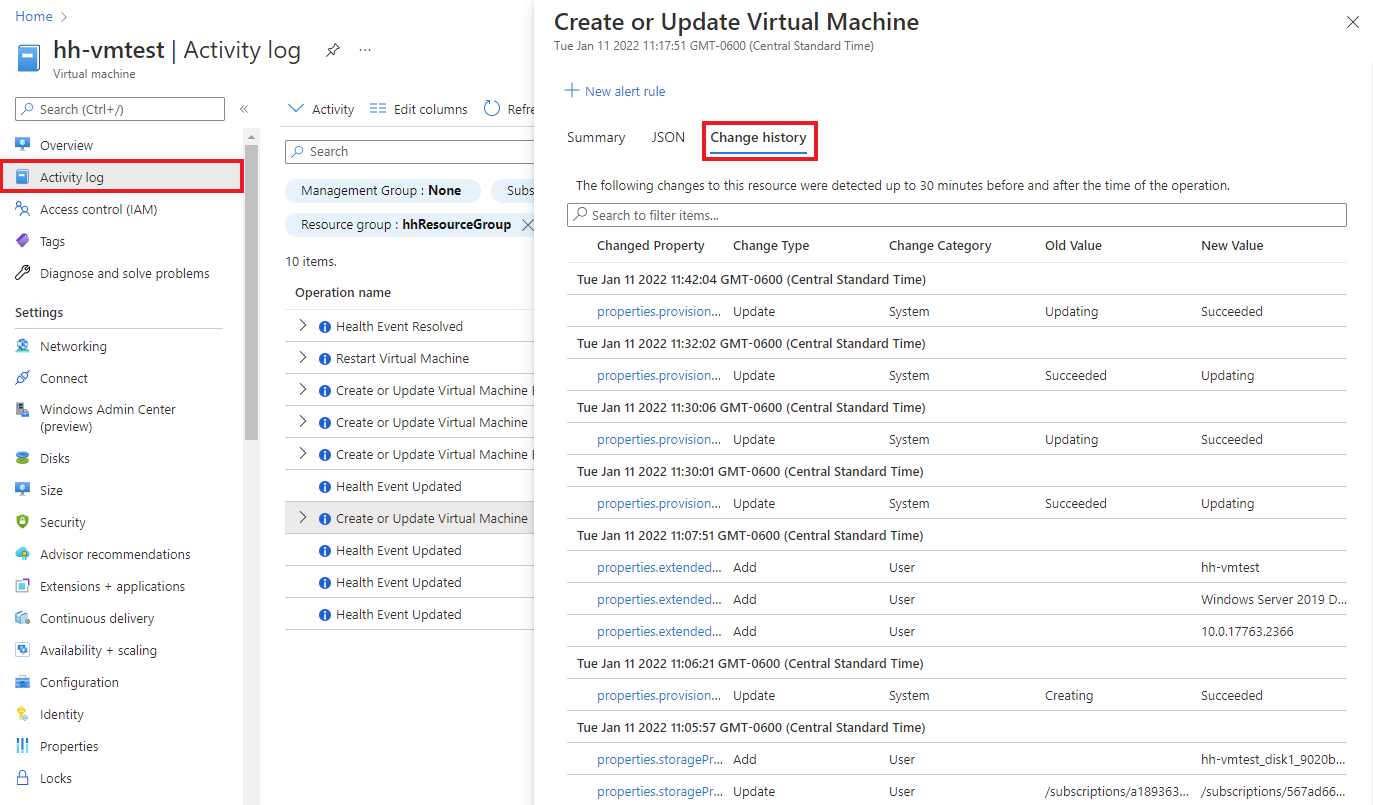 Home
hh-vmtest | Activity log
Virtual machine
Search (Ctrl+/)
Overview
Activity log
Access control (IAM)
Tags
Diagnose and solve problems
Settings
Networking
Connect
Windows Admin Center
(preview)
Disks
Size
Security
Advisor recommendations
Extensions + applications
Continuous delivery
Availability + scaling
Configuration
Identity
Properties
Locks
Activity Edit columns Refre
Search
Management Group : None Subs
Resource group : hhResourceGroup
10 items.
Operation name
Health Event Resolved
Restart Virtual Machine
Create or Update Virtual Machine E
Create or Update Virtual Machine
Create or Update Virtual Machine E
Health Event Updated
Create or Update Virtual Machine
Health Event Updated
Health Event Updated
Health Event Updated
Create or Update Virtual Machine
Tue Jan 11 2022 11:17:51 GMT-0600 (Central Standard Time)
New alert rule
Summary JSON Change history
The following changes to this resource were detected up to 30 minutes before and after the time of the operation.
Search to filter items...
Changed Property Change Type Change Category Old Value New Value
Tue Jan 11 2022 11:42:04 GMT-0600 (Central Standard Time)
properties.provision... Update System Updating Succeeded
Tue Jan 11 2022 11:32:02 GMT-0600 (Central Standard Time)
properties.provision... Update System Succeeded Updating
Tue Jan 11 2022 11:30:06 GMT-0600 (Central Standard Time)
properties.provision... Update System Updating Succeeded
Tue Jan 11 2022 11:30:01 GMT-0600 (Central Standard Time)
properties.provision... Update System Succeeded Updating
Tue Jan 11 2022 11:07:51 GMT-0600 (Central Standard Time)
properties.extended... Add User hh-vmtest
properties.extended... Add User Windows Server 2019 D...
properties.extended... Add User 10.0.17763.2366
Tue Jan 11 2022 11:06:21 GMT-0600 (Central Standard Time)
properties.provision... Update System Creating Succeeded
Tue Jan 11 2022 11:05:57 GMT-0600 (Central Standard Time)
properties.storagePr... Add User hh-vmtest_disk1_9020b...
properties.storagePr... Update User /subscriptions/a189363... /subscriptions/567ad66...